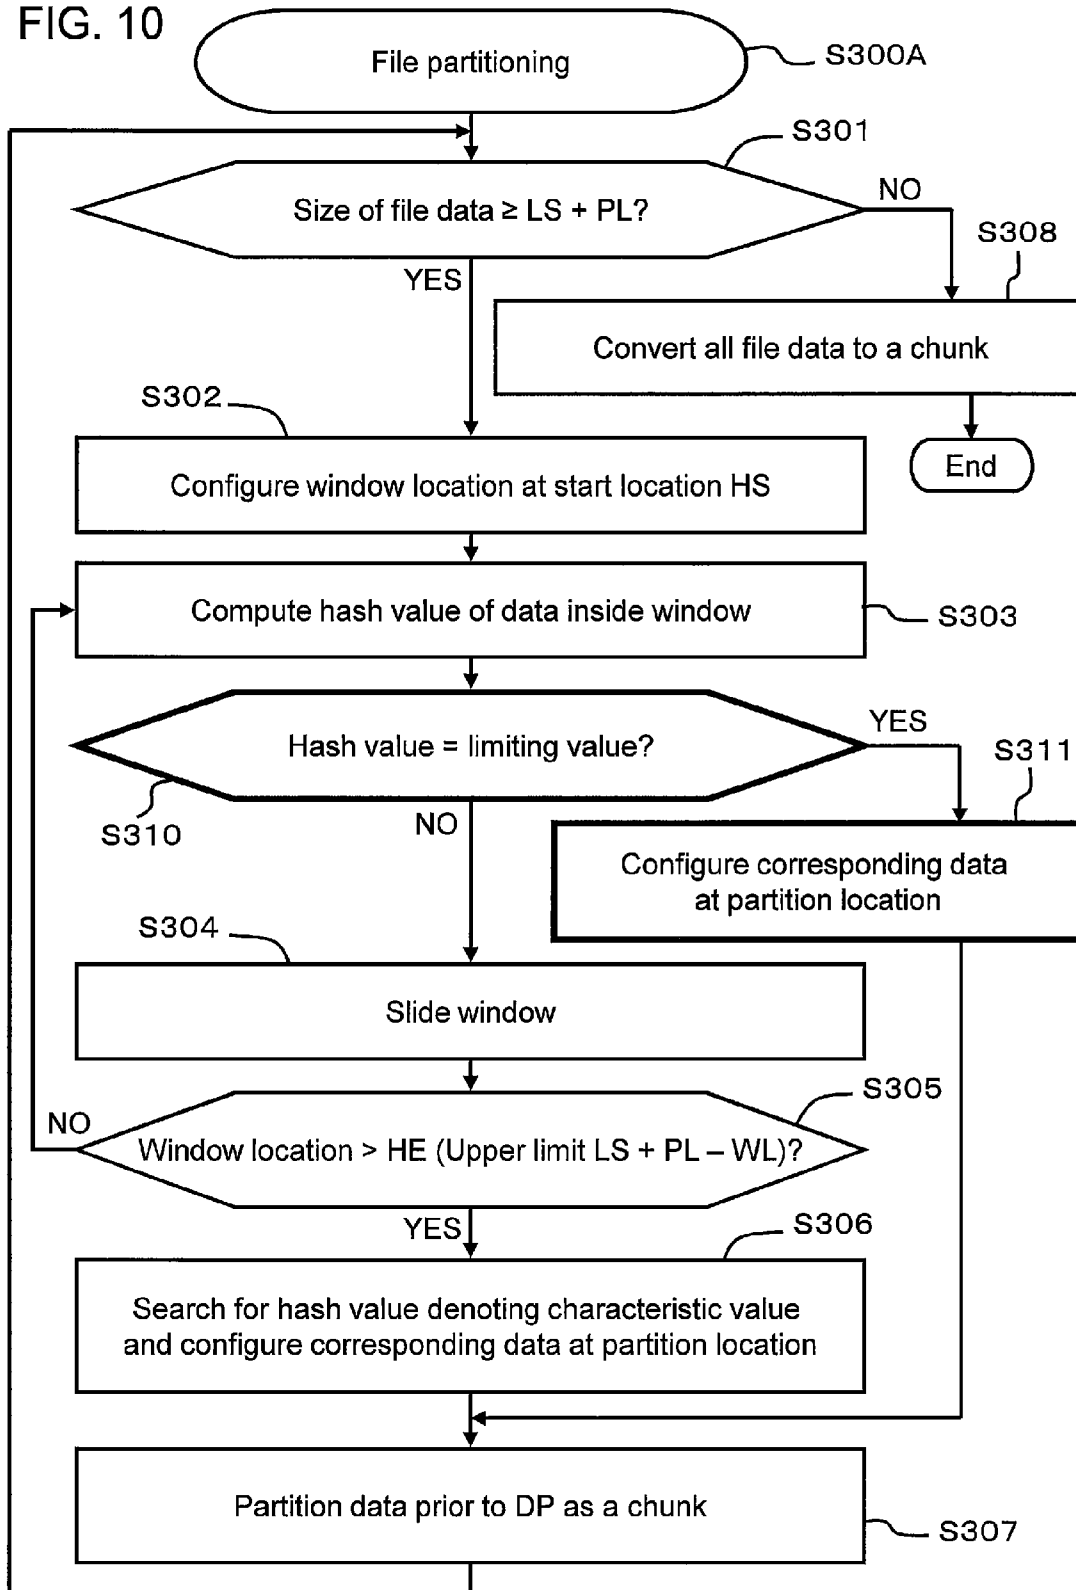 FIG. 10
File partitioning
S300A
S301
Size of file data ≥ LS + PL?
NO
S308
YES
Convert all file data to a chunk
S302
End
Configure window location at start location HS
Compute hash value of data inside window
S303
Hash value = limiting value?
YES
S311
S310
NO
Configure corresponding data
at partition location
S304
Slide window
S305
NO
Window location > HE (Upper limit LS + PL – WL)?
YES
S306
Search for hash value denoting characteristic value
and configure corresponding data at partition location
Partition data prior to DP as a chunk
S307